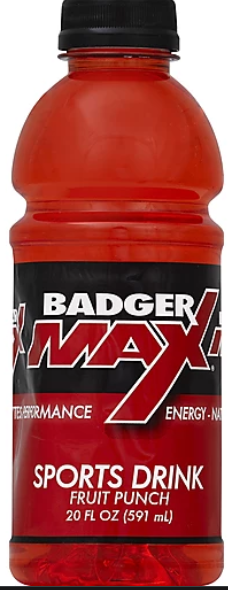 BADGER
MAX
PERFORMANCE
ENERGY -
SPORTS DRINK
FRUIT PUNCH
20 FL OZ (591 mL)